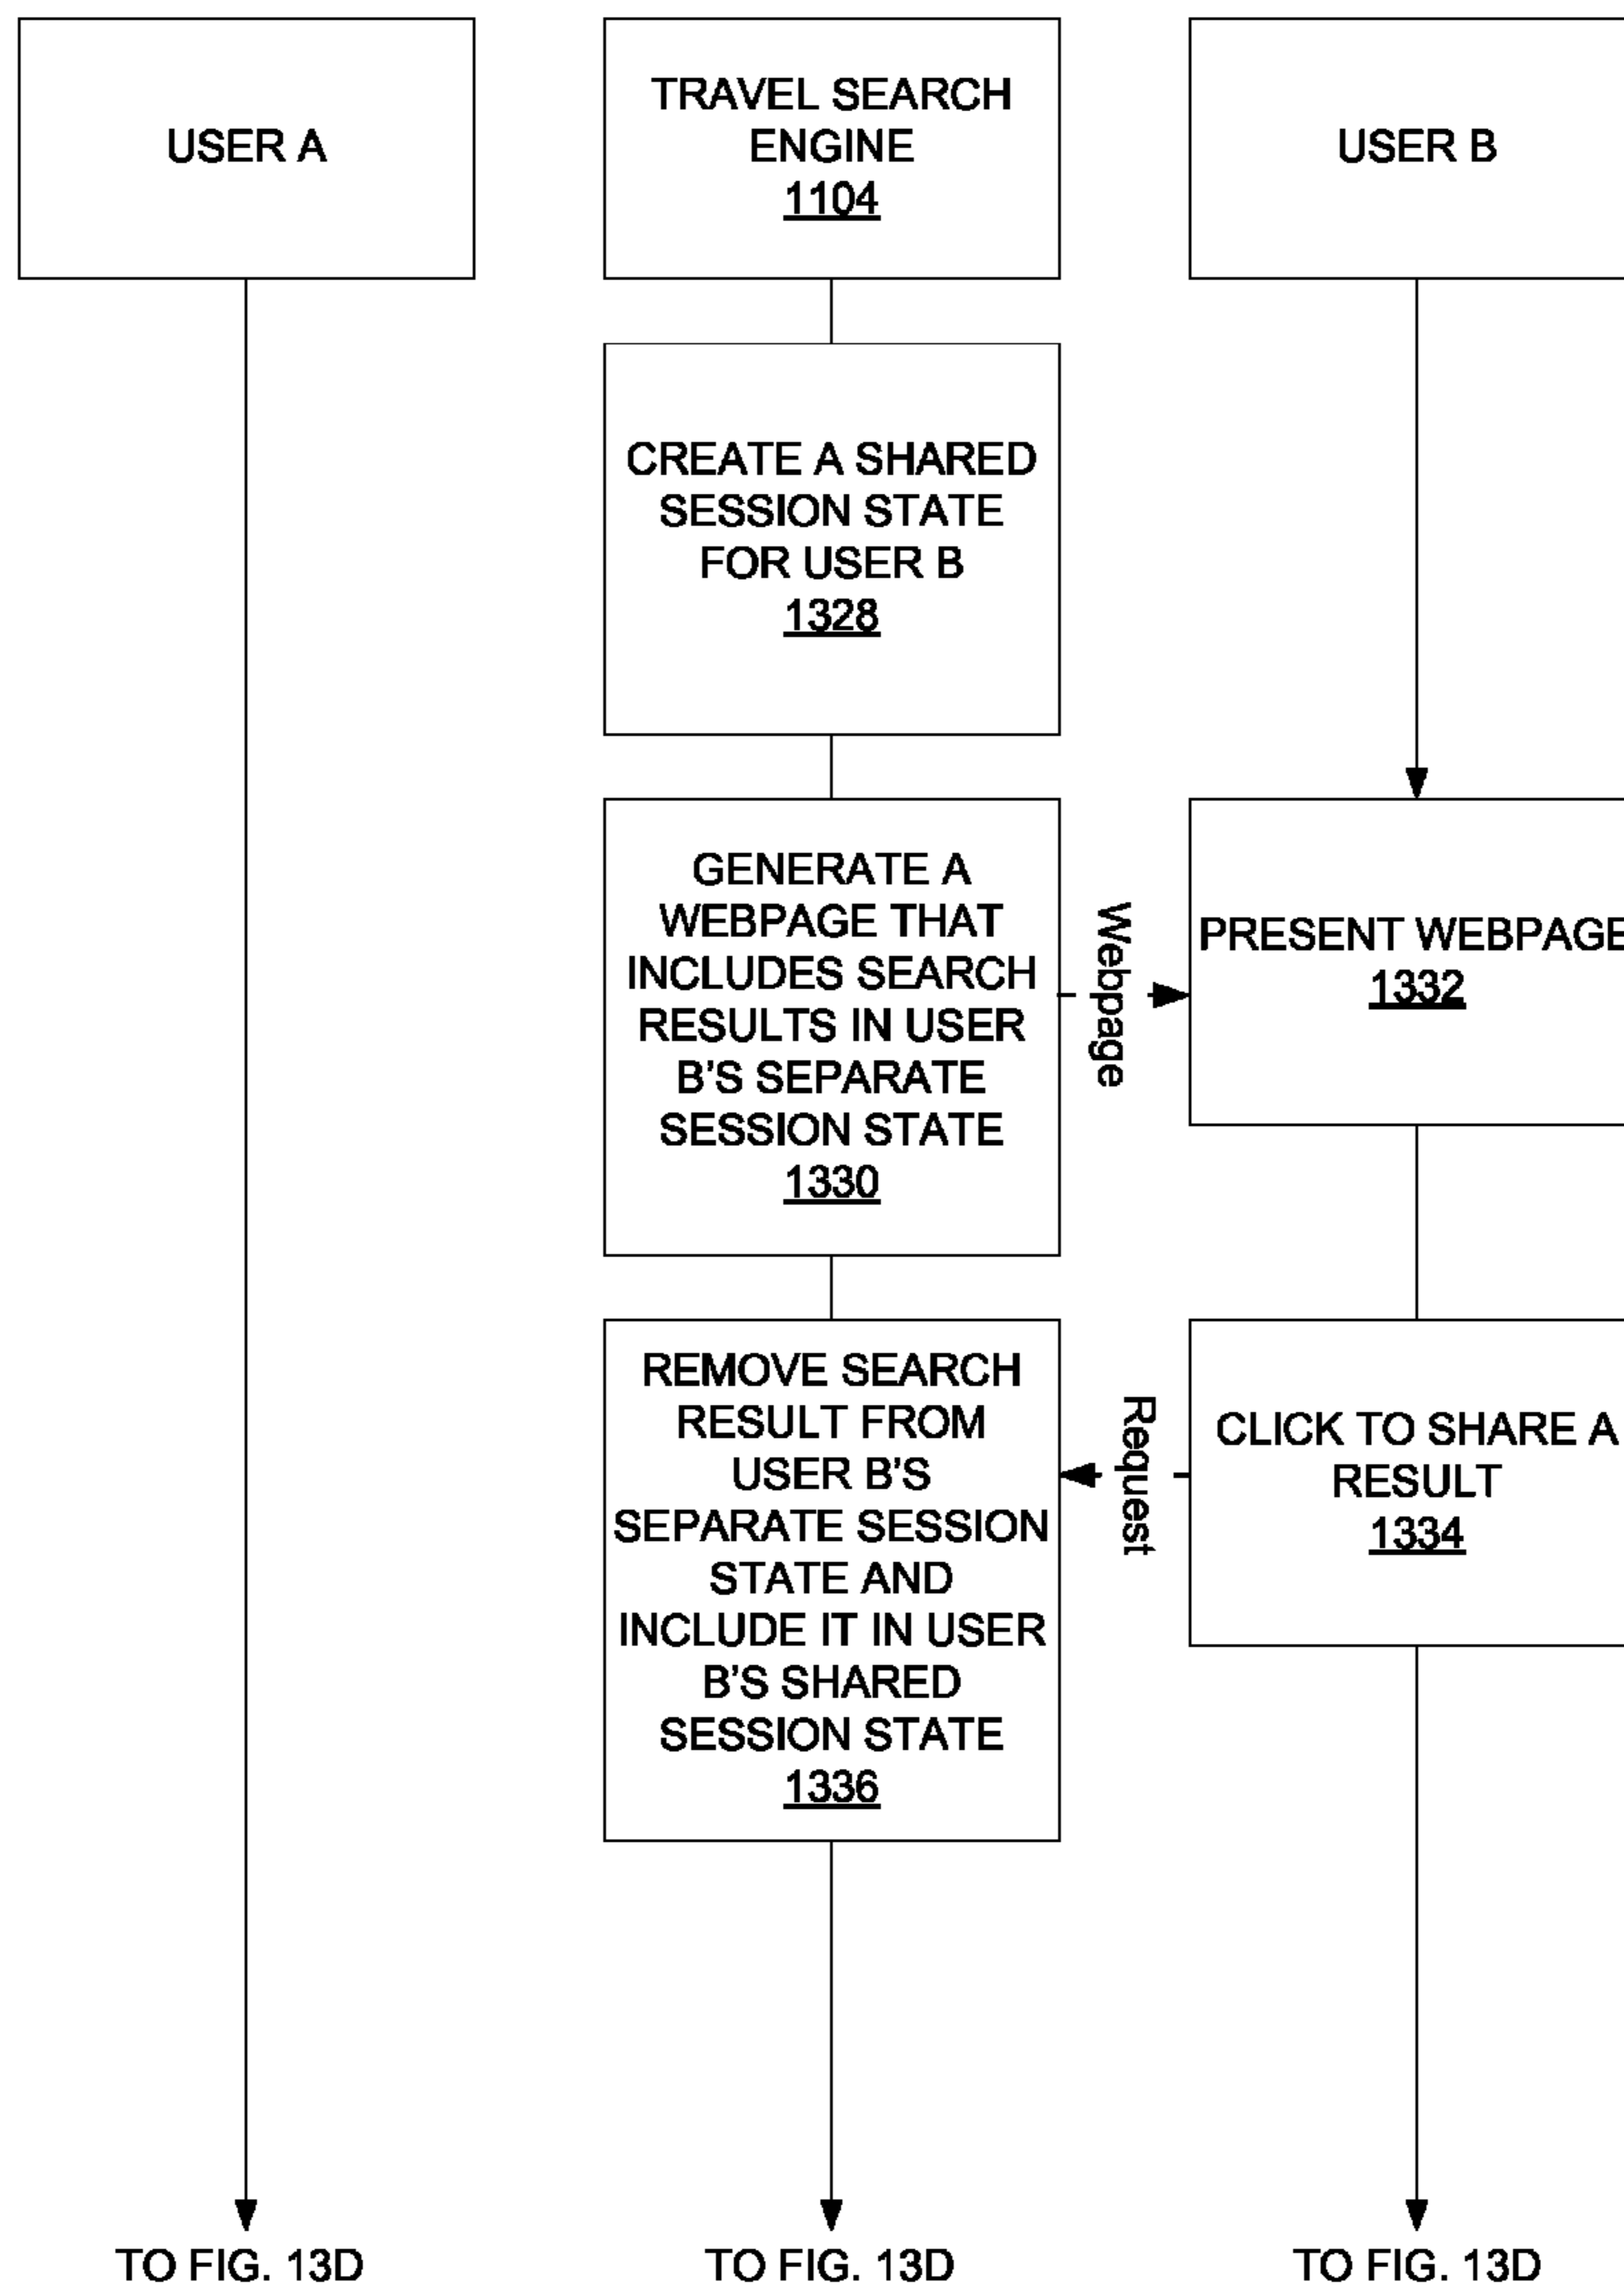 USER A
TRAVEL SEARCH
ENGINE
1104
USER B
CREATE A SHARED
SESSION STATE
FOR USER B
1328
GENERATE A
WEBPAGE THAT
INCLUDES SEARCH
RESULTS IN USER
B'S SEPARATE
SESSION STATE
1330
Webpage
PRESENT WEBPAGE
1332
REMOVE SEARCH
RESULT FROM
USER B'S
SEPARATE SESSION
STATE AND
INCLUDE IT IN USER
B'S SHARED
SESSION STATE
1336
Request
CLICK TO SHARE A
RESULT
1334
TO FIG. 13D
TO FIG. 13D
TO FIG. 13D